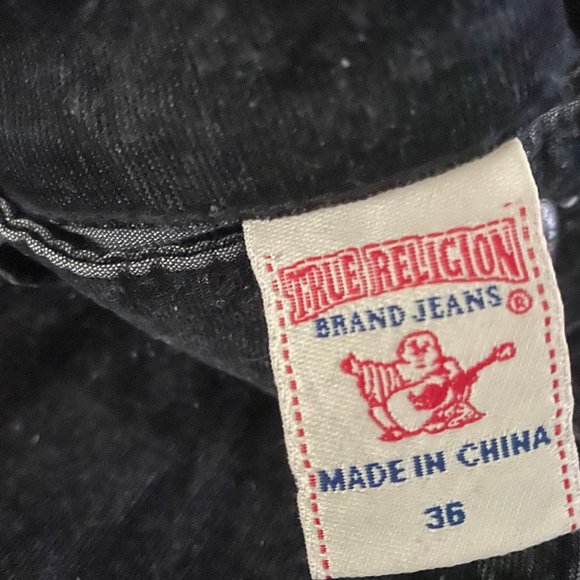 TRUE RELIGION
BRAND JEANS ®
MADE IN CHINA
36